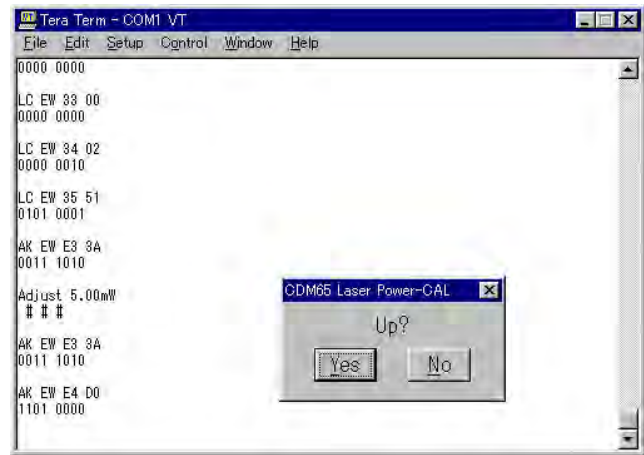 Tera Term - COM1 VT
File Edit Setup Control Window Help
0000 0000
LC EW 33 00
0000 0000
LC EW 34 02
0000 0010
LC EW 35 51
0101 0001
AK EW E3 3A
0011 1010
Adjust 5.00mW
# # #
AK EW E3 3A
0011 1010
AK EW E4 D0
1101 0000
CDM65 Laser Power-CAL
Up?
Yes No